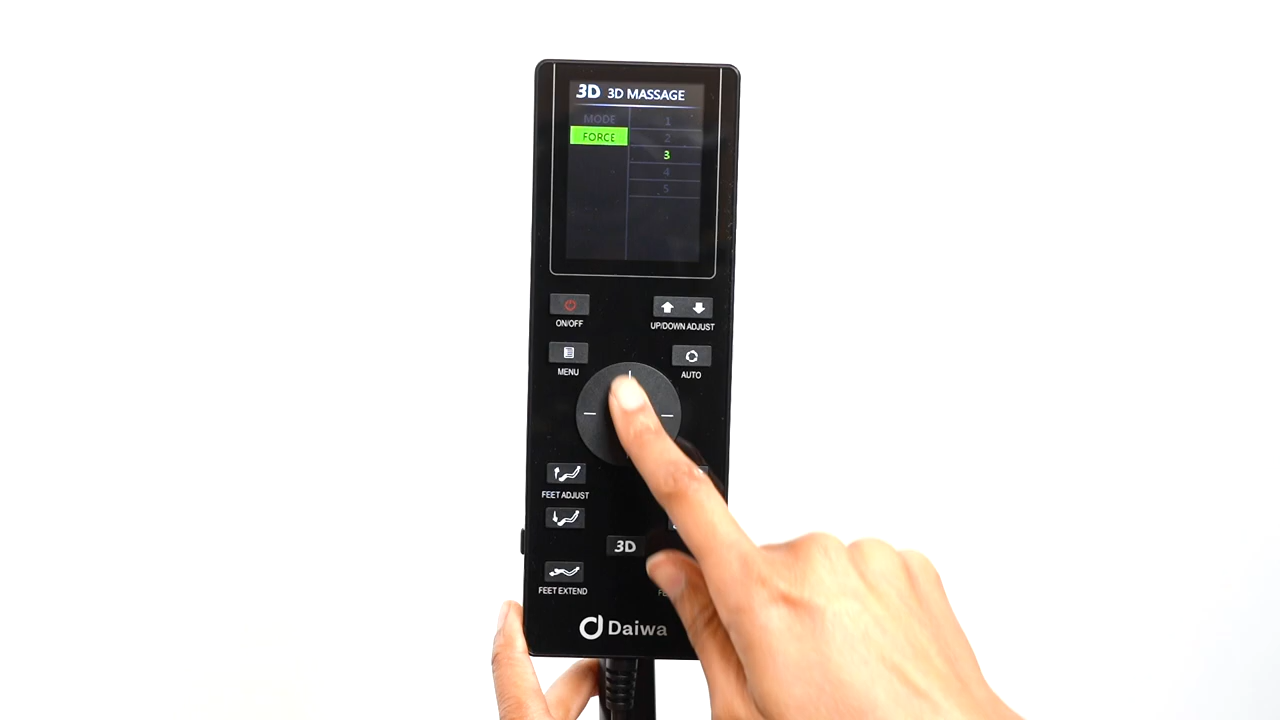 3D 3D MASSAGE
MODE 1
FORCE 2
3
4
5
ON/OFF
UP/DOWN ADJUST
MENU
AUTO
FEET ADJUST
3D
FEET EXTEND
Daiwa